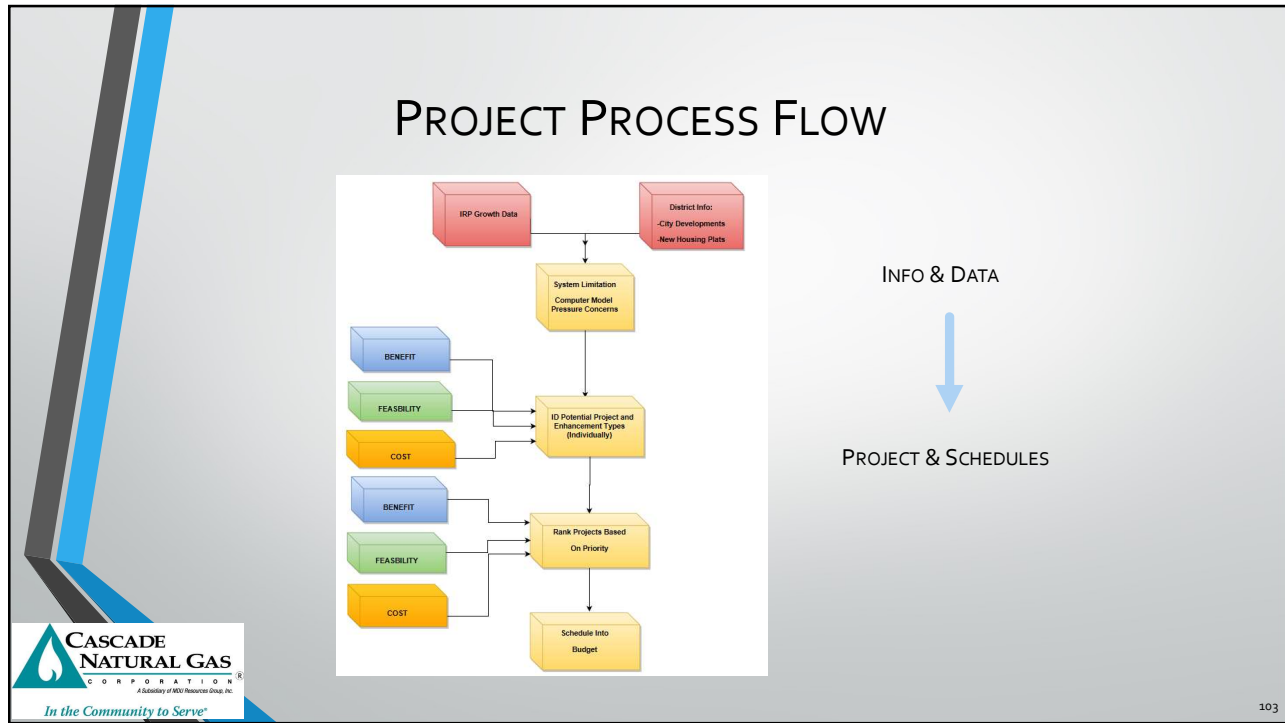 PROJECT PROCESS FLOW
IRP Growth Data
District Info:
-City Developments
-New Housing Plats
System Limitation
Computer Model
Pressure Concerns
BENEFIT
FEASBILITY
COST
ID Potential Project and
Enhancement Types
(Individually)
BENEFIT
FEASBILITY
COST
Rank Projects Based
On Priority
Schedule Into
Budget
INFO & DATA
PROJECT & SCHEDULES
CASCADE
NATURAL GAS
CORPORATION®
A Subsidiary of MDU Resources Group, Inc.
In the Community to Serve®
103